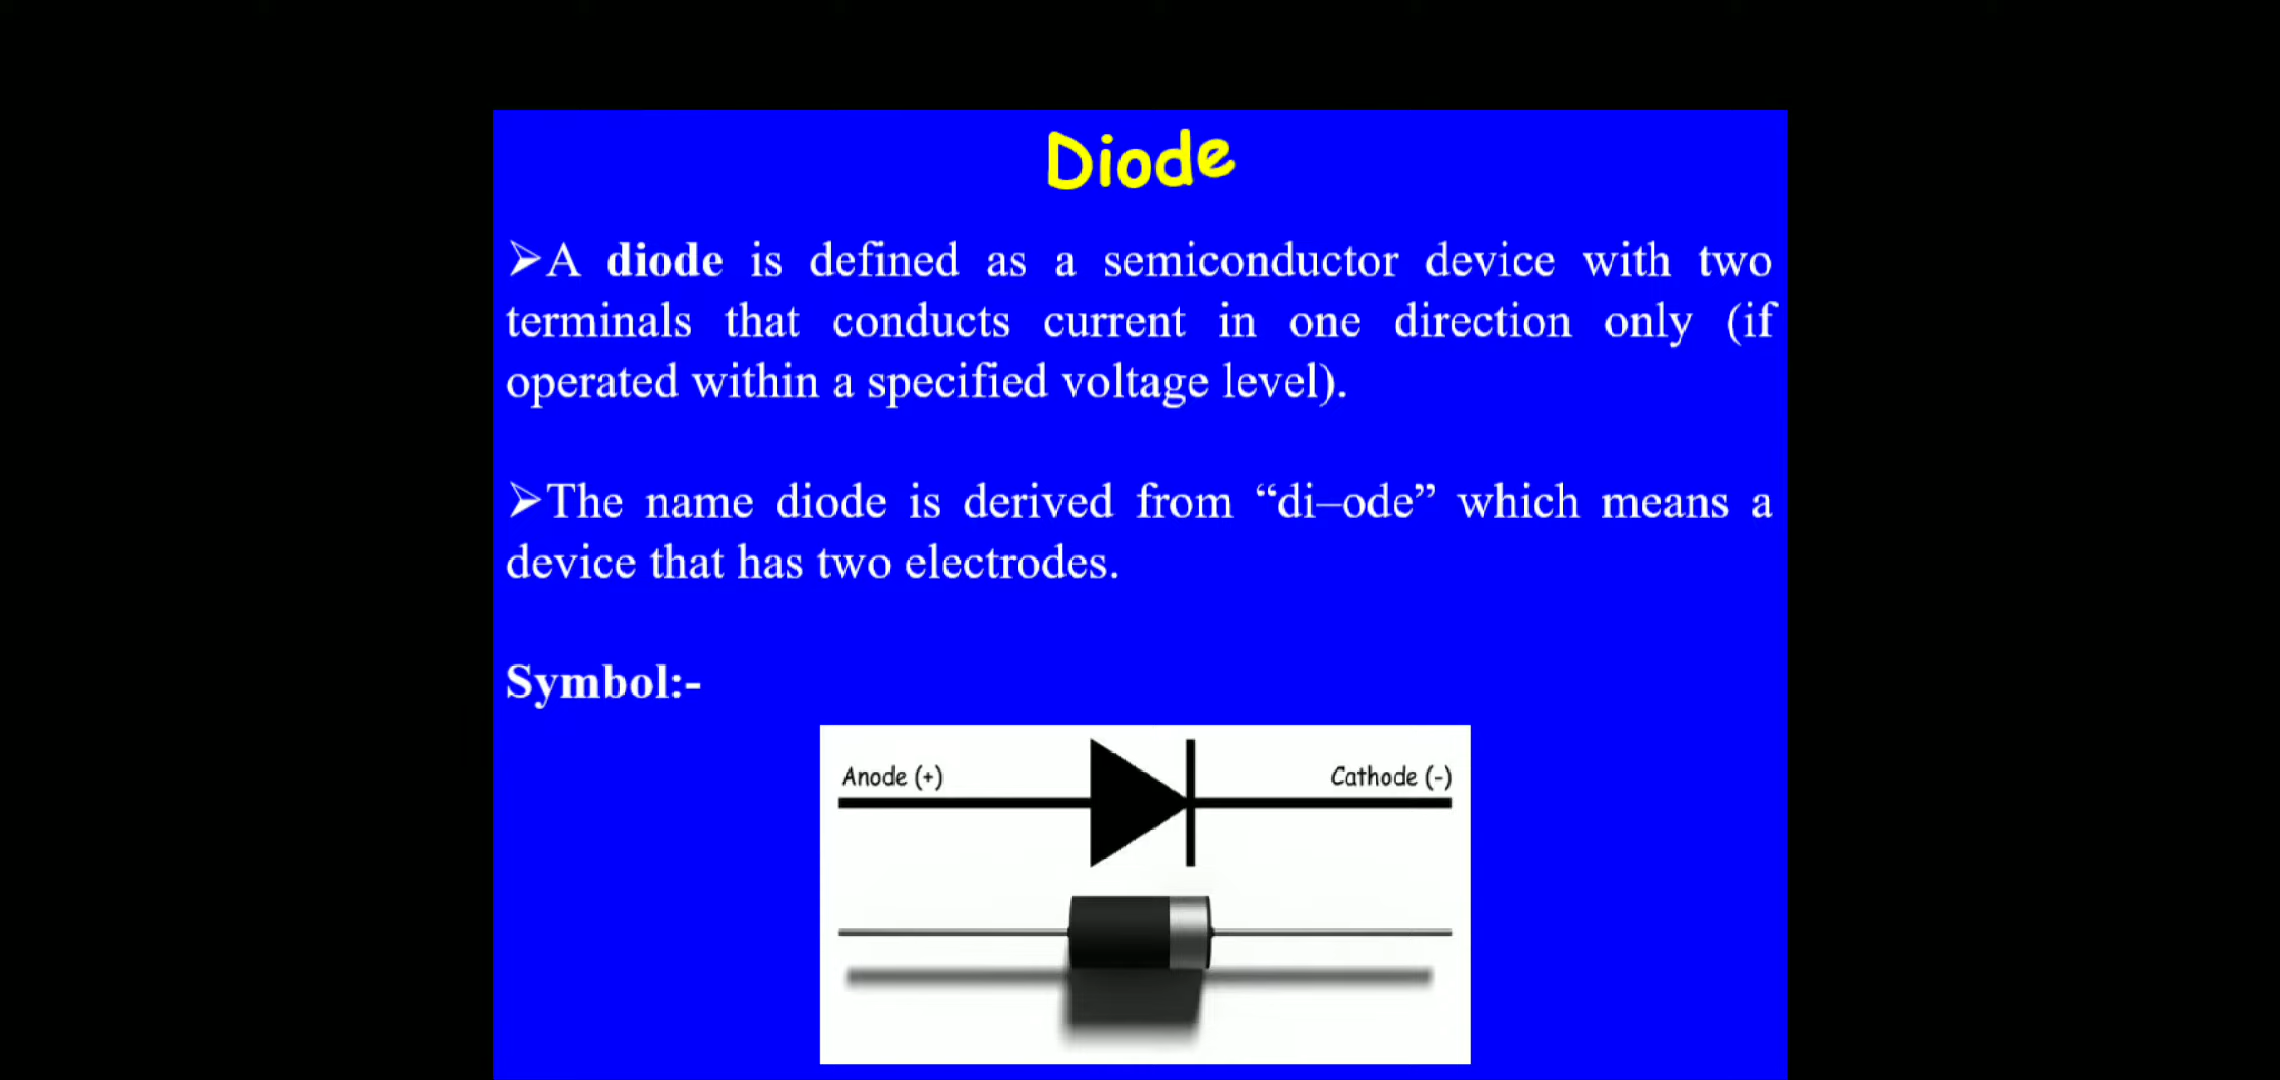 Diode
➢A diode is defined as a semiconductor device with two
terminals that conducts current in one direction only (if
operated within a specified voltage level).
➢The name diode is derived from “di–ode” which means a
device that has two electrodes.
Symbol:-
Anode (+)
Cathode (-)